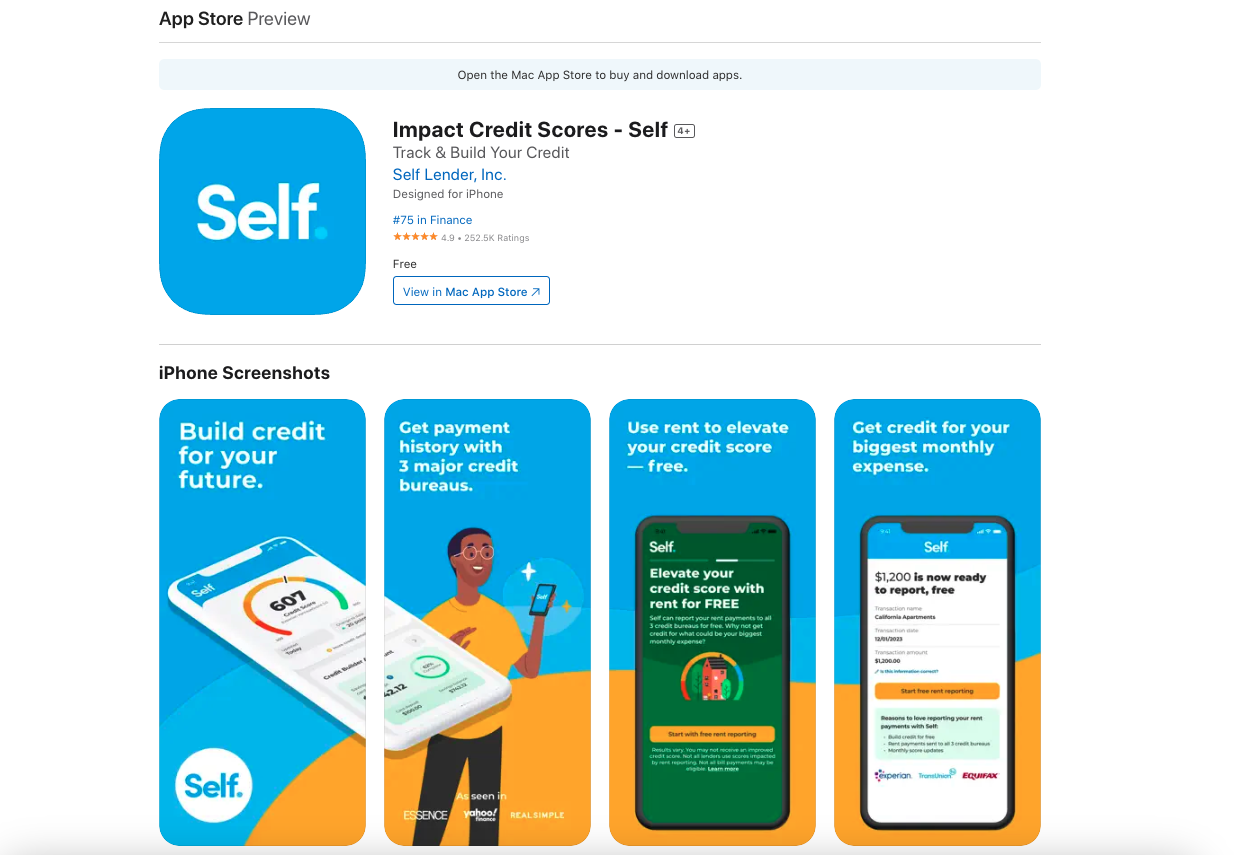 App Store Preview
Open the Mac App Store to buy and download apps.
Self.
Impact Credit Scores - Self 4+
Track & Build Your Credit
Self Lender, Inc.
Designed for iPhone
#75 in Finance
4.9 • 252.5K Ratings
Free
View in Mac App Store
iPhone Screenshots
Build credit
for your
future.
Self
607
Credit Score
Today
Credit Builder
Self.
Get payment
history with
3 major credit
bureaus.
Self
As seen in
ESSENCE
yahoo!
finance
REALSIMPLE
Use rent to elevate
your credit score
— free.
Self.
Elevate your
credit score with
rent for FREE
Self can report your rent payments to all
3 credit bureaus for free. Why not get
credit for what could be your biggest
monthly expense?
Start with free rent reporting
Results vary. You may not receive an improved
credit score. Not all lenders use scores impacted
by rent reporting. Not all bill payments may be
eligible. Learn more
Get credit for your
biggest monthly
expense.
Self
$1,200 is now ready
to report, free
Transaction name
California Apartments
Transaction date
12/01/2023
Transaction amount
$1,200.00
Is this information correct?
Start free rent reporting
Reasons to love reporting your rent
payments with Self:
• Build credit for free
• Rent payments sent to all 3 credit bureaus
• Monthly score updates
experian.
TransUnion
EQUIFAX